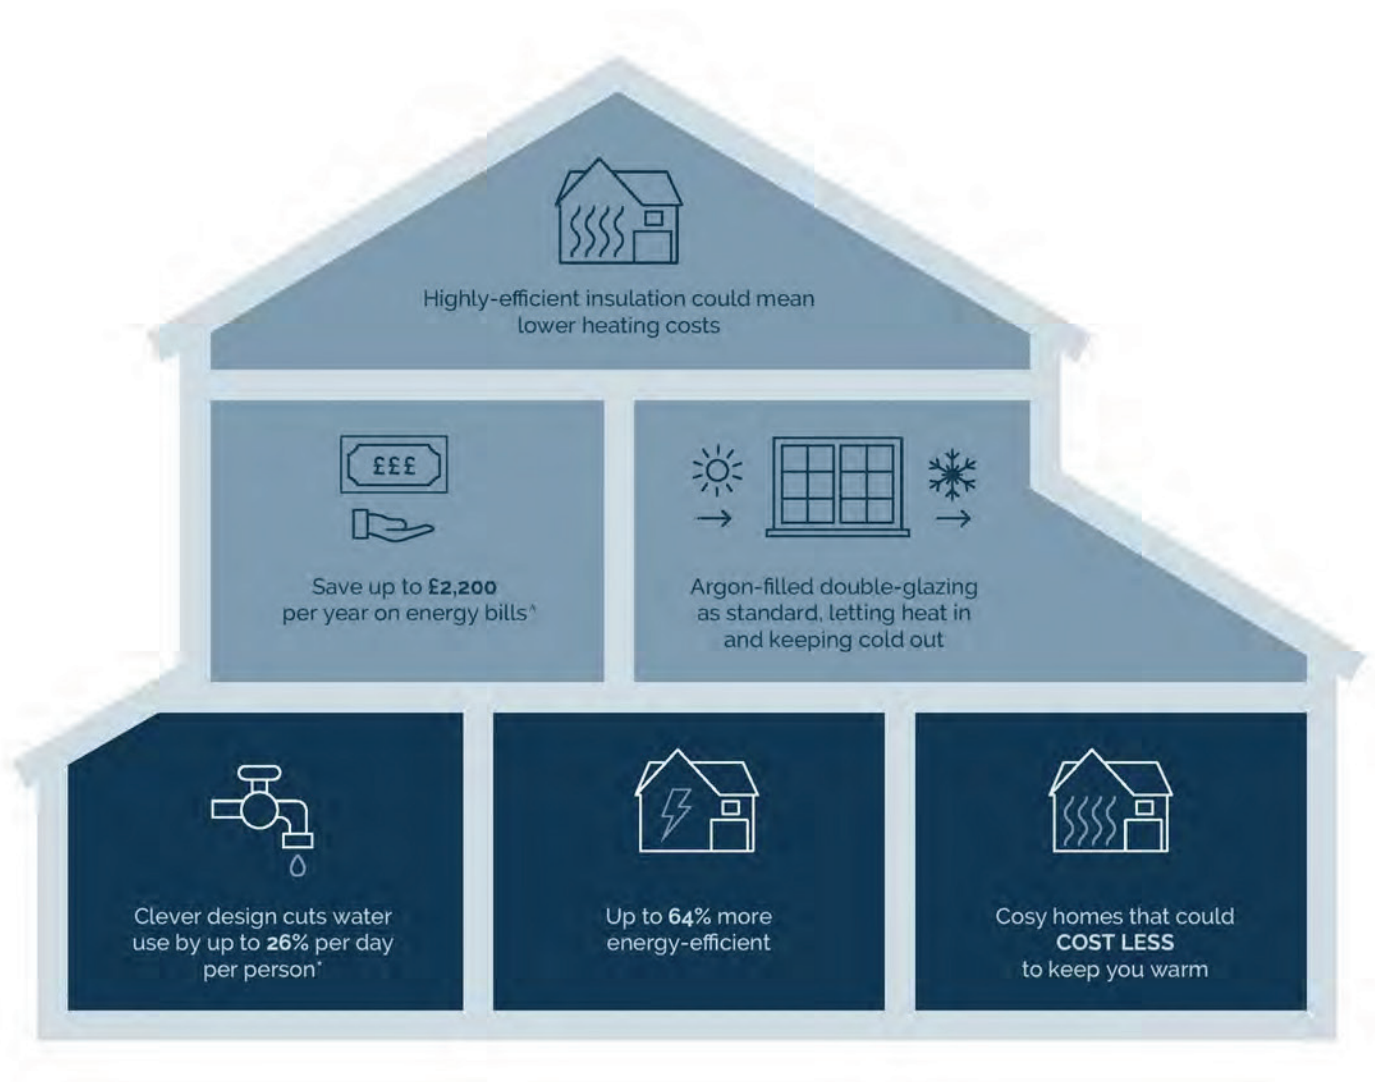 Highly-efficient insulation could mean
lower heating costs
£££
Save up to £2,200
per year on energy bills^
Argon-filled double-glazing
as standard, letting heat in
and keeping cold out
Clever design cuts water
use by up to 26% per day
per person*
Up to 64% more
energy-efficient
Cosy homes that could
COST LESS
to keep you warm